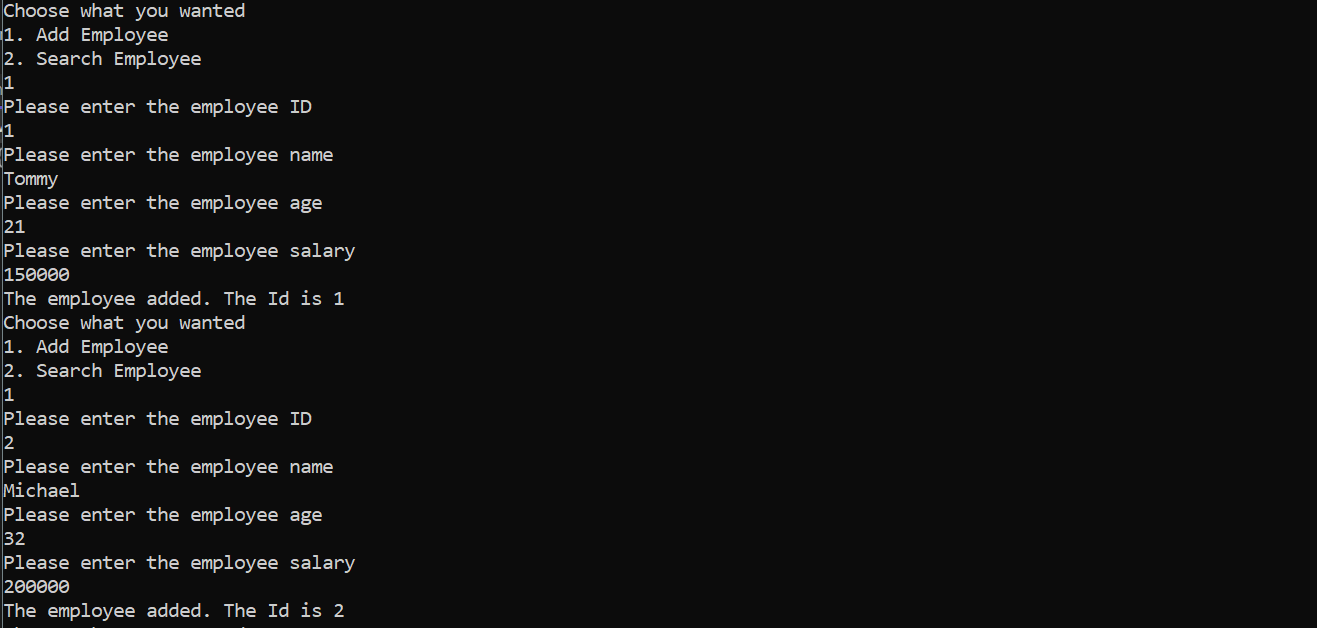 Choose what you wanted
1. Add Employee
2. Search Employee
1
Please enter the employee ID
1
Please enter the employee name
Tommy
Please enter the employee age
21
Please enter the employee salary
150000
The employee added. The Id is 1
Choose what you wanted
1. Add Employee
2. Search Employee
1
Please enter the employee ID
2
Please enter the employee name
Michael
Please enter the employee age
32
Please enter the employee salary
200000
The employee added. The Id is 2